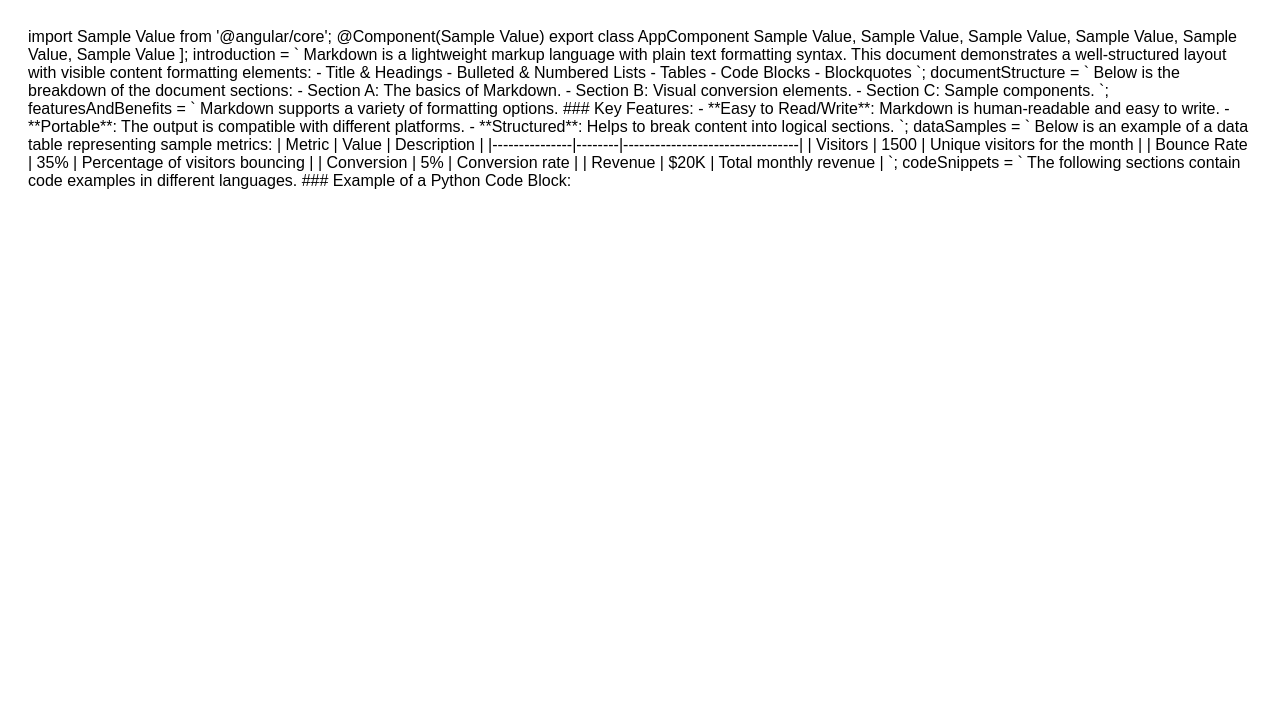 import Sample Value from '@angular/core'; @Component(Sample Value) export class AppComponent Sample Value, Sample Value, Sample Value, Sample Value, Sample
Value, Sample Value ]; introduction = ` Markdown is a lightweight markup language with plain text formatting syntax. This document demonstrates a well-structured layout
with visible content formatting elements: - Title & Headings - Bulleted & Numbered Lists - Tables - Code Blocks - Blockquotes `; documentStructure = ` Below is the
breakdown of the document sections: - Section A: The basics of Markdown. - Section B: Visual conversion elements. - Section C: Sample components. `;
featuresAndBenefits = ` Markdown supports a variety of formatting options. ### Key Features: - **Easy to Read/Write**: Markdown is human-readable and easy to write. -
**Portable**: The output is compatible with different platforms. - **Structured**: Helps to break content into logical sections. `; dataSamples = ` Below is an example of a data
table representing sample metrics: | Metric | Value | Description | |---------------|--------|---------------------------------| | Visitors | 1500 | Unique visitors for the month | | Bounce Rate
| 35% | Percentage of visitors bouncing | | Conversion | 5% | Conversion rate | | Revenue | $20K | Total monthly revenue | `; codeSnippets = ` The following sections contain
code examples in different languages. ### Example of a Python Code Block: